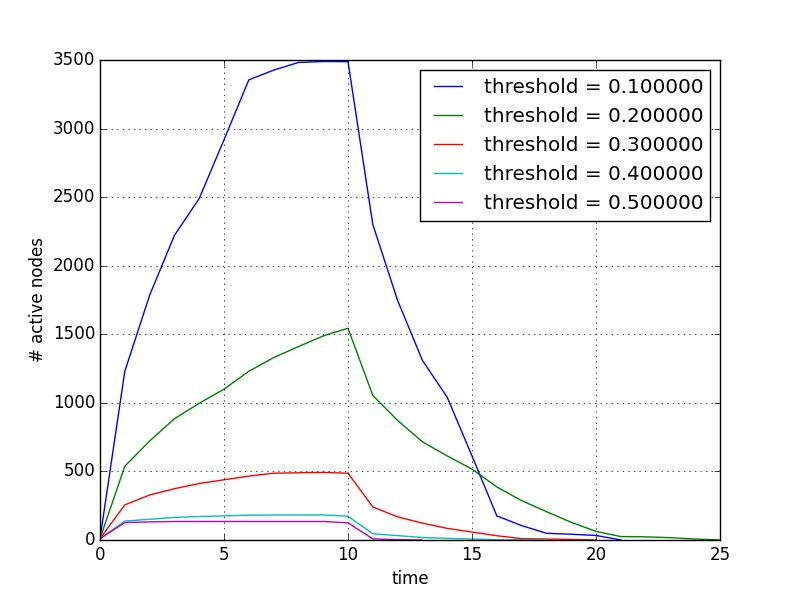 3500
3000
2500
2000
1500
1000
500
0
# active nodes
threshold = 0.100000
threshold = 0.200000
threshold = 0.300000
threshold = 0.400000
threshold = 0.500000
0 5 10 15 20 25
time